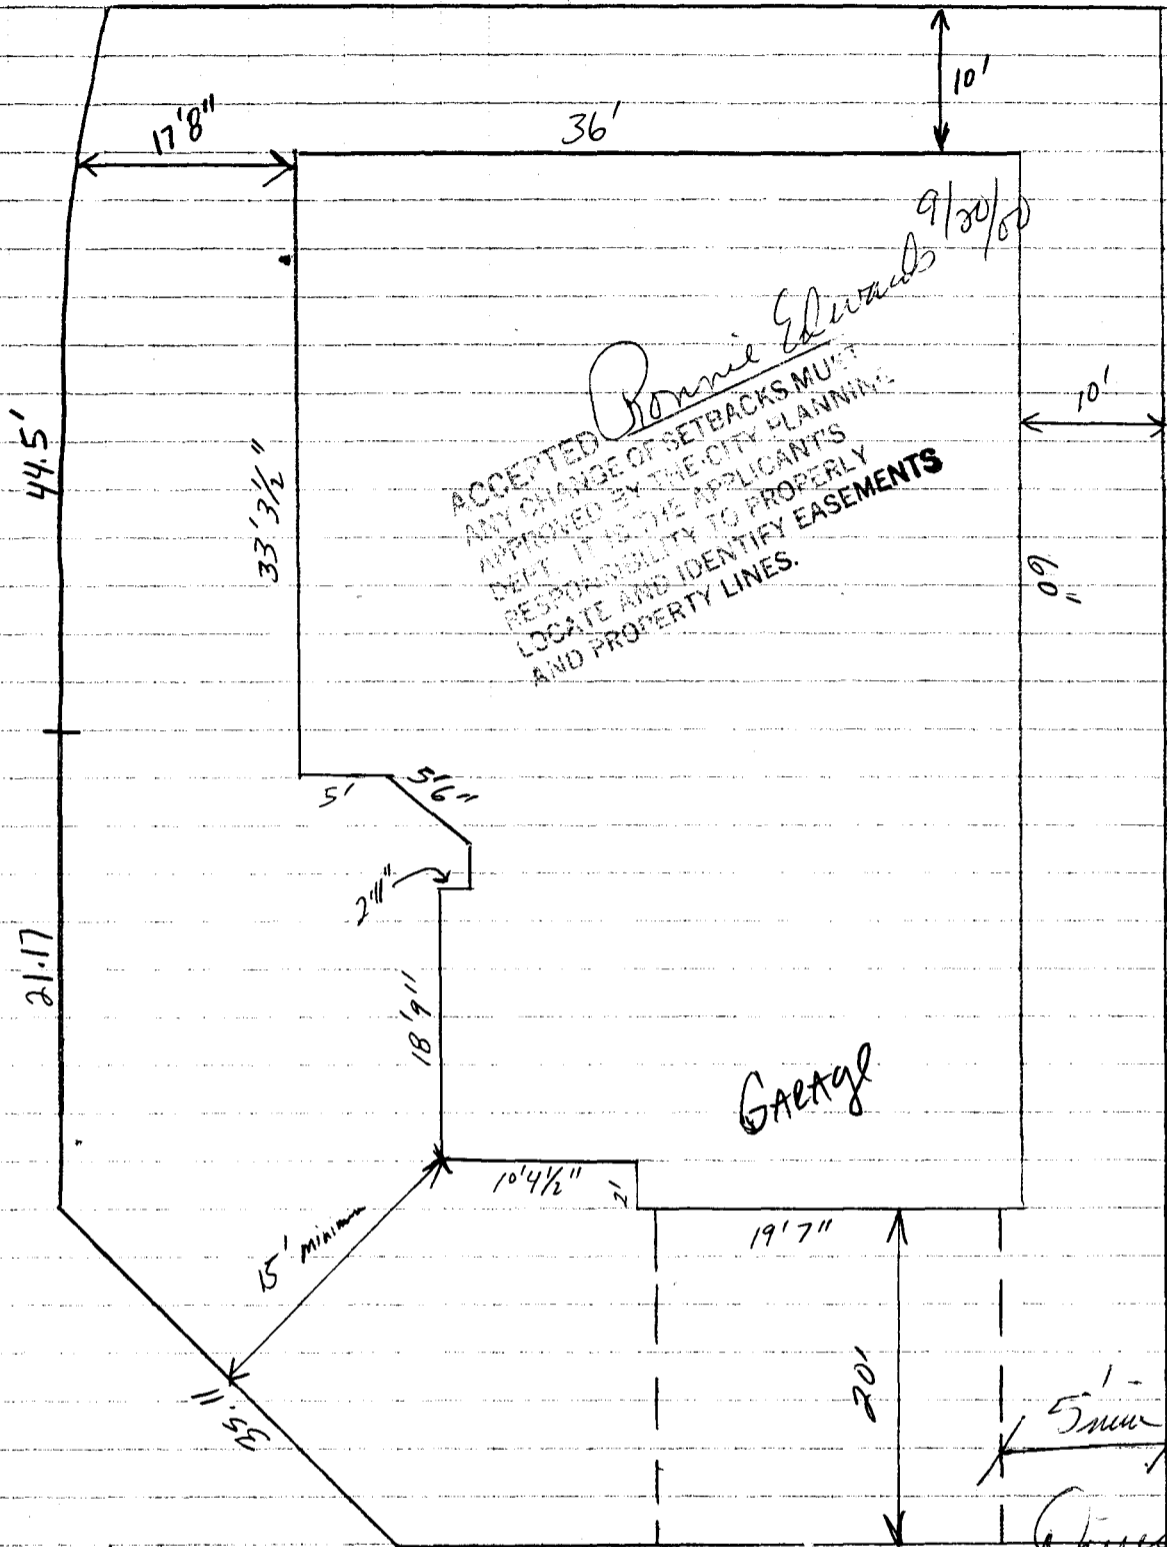 10'
17'8"
36'
9/20/00
Ronnie Edwards
ACCEPTED
ANY CHANGE OF SETBACKS MUST
APPROVED BY THE CITY PLANNING
DEPT. IT IS THE APPLICANT'S
RESPONSIBILITY TO PROPERLY
LOCATE AND IDENTIFY EASEMENTS
AND PROPERTY LINES.
10'
44.5'
33'3½"
60"
5'
5'6"
2'11"
21.17
18'9"
GARAGE
10'4½"
2'
19'7"
15' minimum
20'
35.11
5' min